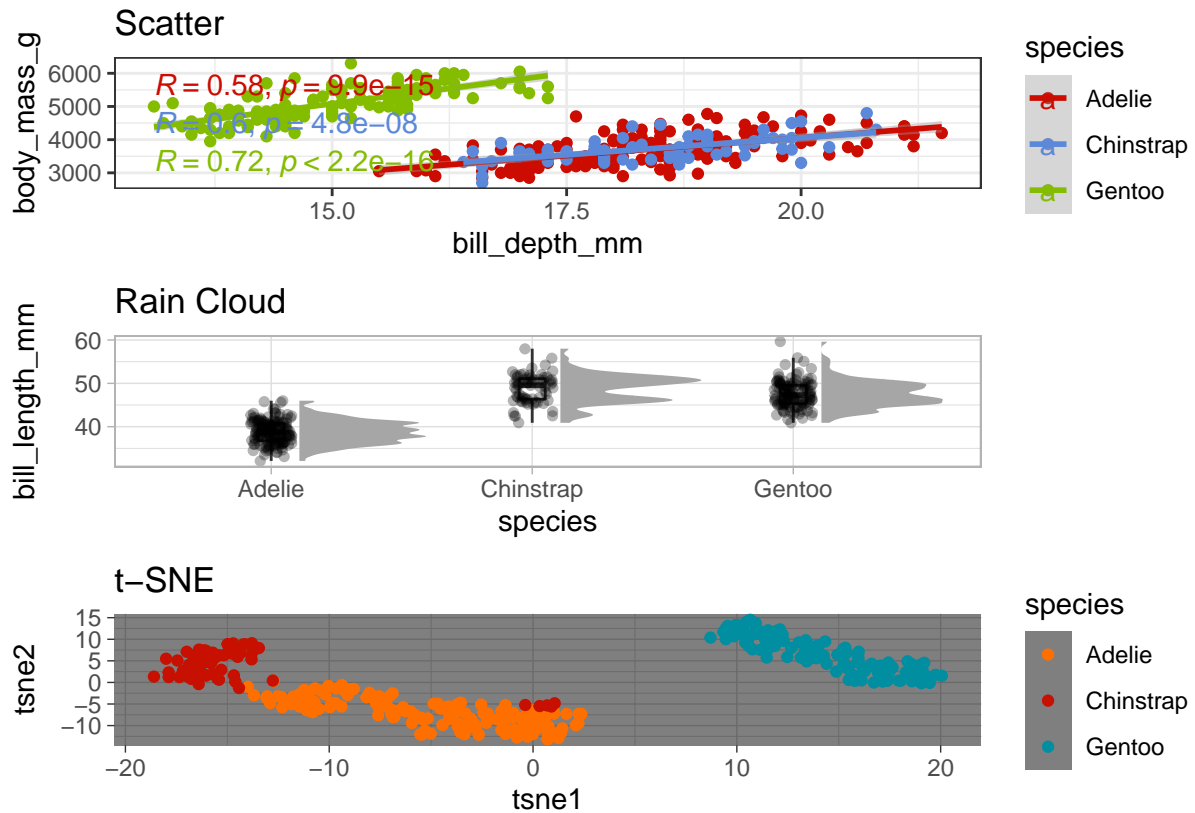 Scatter
body_mass_g
6000
5000
4000
3000
R = 0.58, p = 9.9e−15
R = 0.6, p = 4.8e−08
R = 0.72, p < 2.2e−16
15.0 17.5 20.0
bill_depth_mm
species
a Adelie
a Chinstrap
a Gentoo
Rain Cloud
bill_length_mm
60
50
40
Adelie Chinstrap Gentoo
species
t−SNE
tsne2
15
10
5
0
−5
−10
−20 −10 0 10 20
tsne1
species
Adelie
Chinstrap
Gentoo